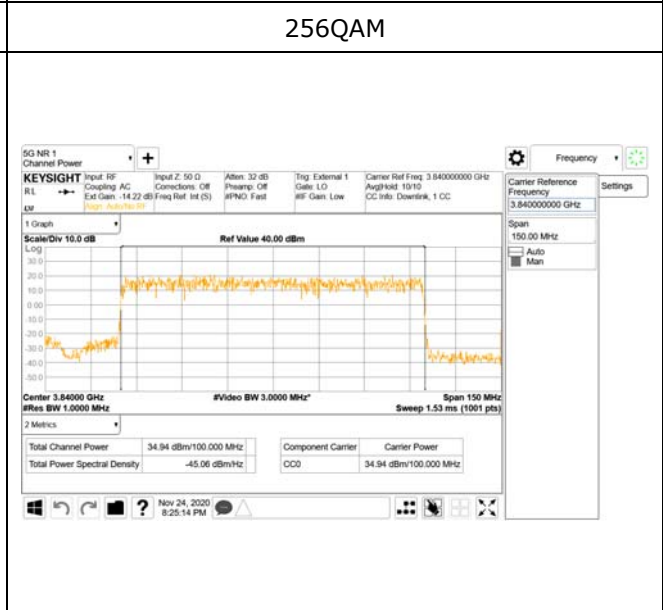 256QAM
5G NR 1
Channel Power
+
Frequency
KEYSIGHT
RL
Input: RF
Coupling: AC
Ext Gain: -14.22 dB
Align: Auto/No RF
Input Z: 50 Ω
Corrections: Off
Freq Ref: Int (S)
Atten: 32 dB
Preamp: Off
#PNO: Fast
Trig: External 1
Gate: LO
#IF Gain: Low
Carrier Ref Freq: 3.840000000 GHz
Avg|Hold: 10/10
CC Info: Downlink, 1 CC
Carrier Reference
Frequency
3.840000000 GHz
Settings
Span
150.00 MHz
Auto
Man
1 Graph
Scale/Div 10.0 dB
Ref Value 40.00 dBm
Log
30.0
20.0
10.0
0.00
-10.0
-20.0
-30.0
-40.0
-50.0
Center 3.84000 GHz
#Video BW 3.0000 MHz*
Span 150 MHz
#Res BW 1.0000 MHz
Sweep 1.53 ms (1001 pts)
2 Metrics
Total Channel Power 34.94 dBm/100.000 MHz
Total Power Spectral Density -45.06 dBm/Hz
Component Carrier Carrier Power
CC0 34.94 dBm/100.000 MHz
?
Nov 24, 2020
8:25:14 PM